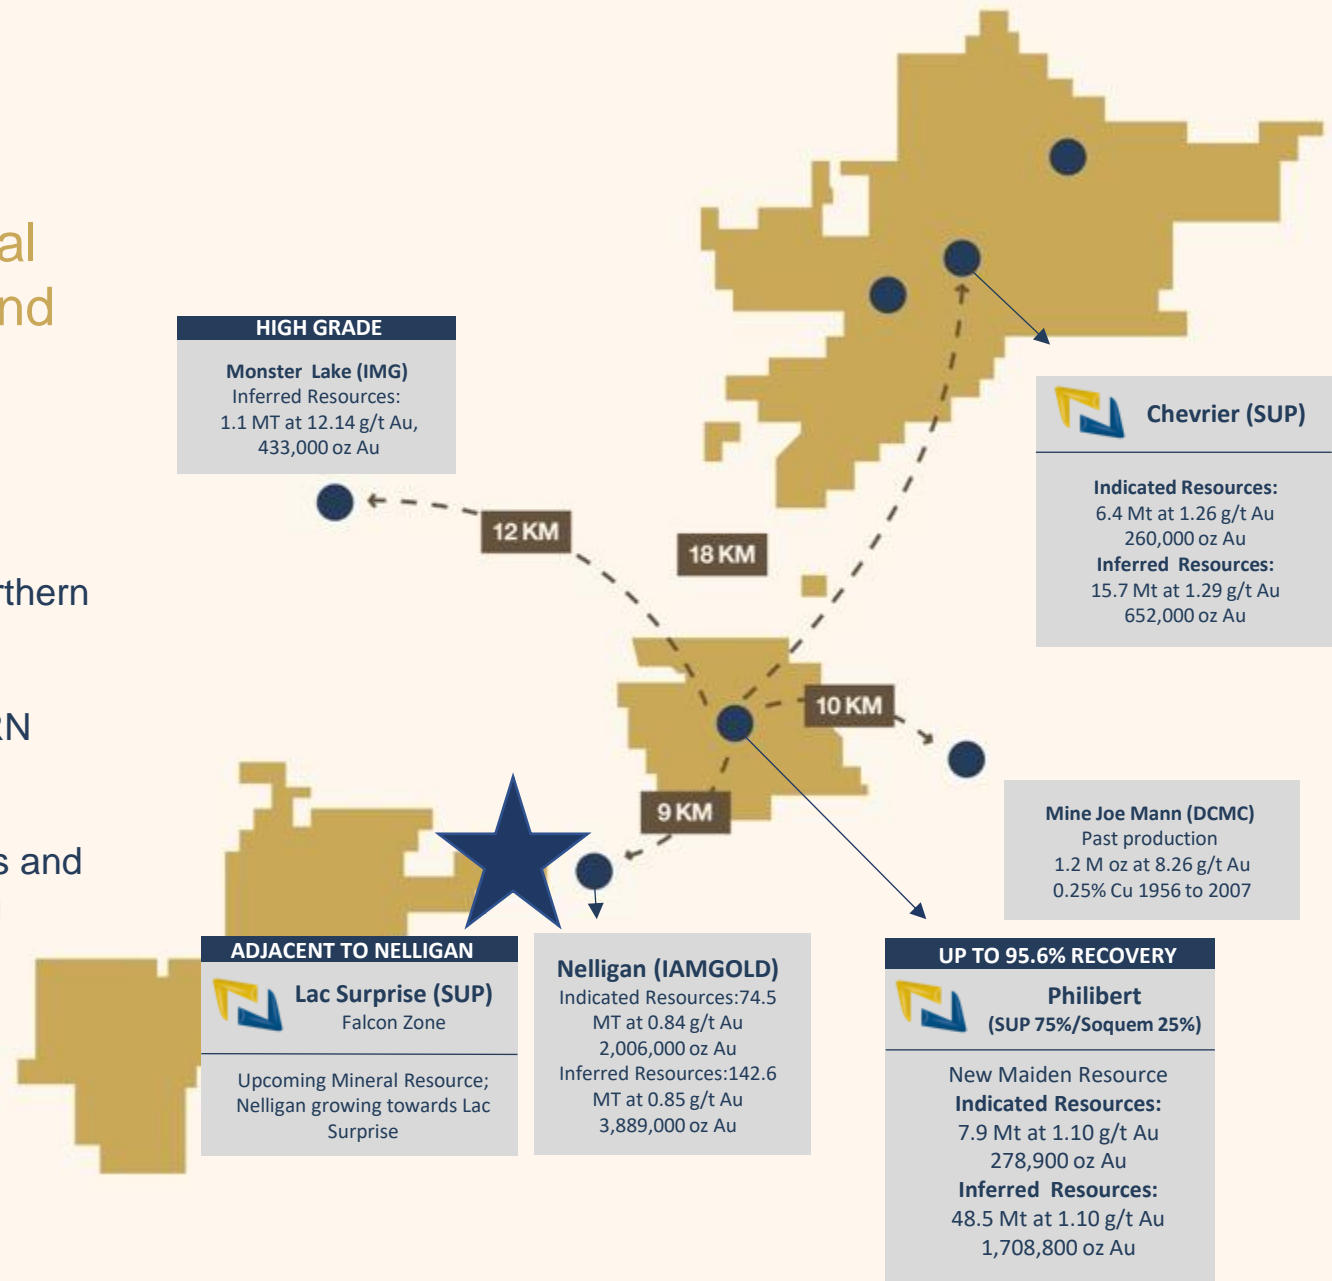 al
nd
rthern
RN
s and
HIGH GRADE
Monster Lake (IMG)
Inferred Resources:
1.1 MT at 12.14 g/t Au,
433,000 oz Au
12 KM
18 KM
10 KM
9 KM
Chevrier (SUP)
Indicated Resources:
6.4 Mt at 1.26 g/t Au
260,000 oz Au
Inferred Resources:
15.7 Mt at 1.29 g/t Au
652,000 oz Au
Mine Joe Mann (DCMC)
Past production
1.2 M oz at 8.26 g/t Au
0.25% Cu 1956 to 2007
ADJACENT TO NELLIGAN
Lac Surprise (SUP)
Falcon Zone
Upcoming Mineral Resource;
Nelligan growing towards Lac
Surprise
Nelligan (IAMGOLD)
Indicated Resources:74.5
MT at 0.84 g/t Au
2,006,000 oz Au
Inferred Resources:142.6
MT at 0.85 g/t Au
3,889,000 oz Au
UP TO 95.6% RECOVERY
Philibert
(SUP 75%/Soquem 25%)
New Maiden Resource
Indicated Resources:
7.9 Mt at 1.10 g/t Au
278,900 oz Au
Inferred Resources:
48.5 Mt at 1.10 g/t Au
1,708,800 oz Au